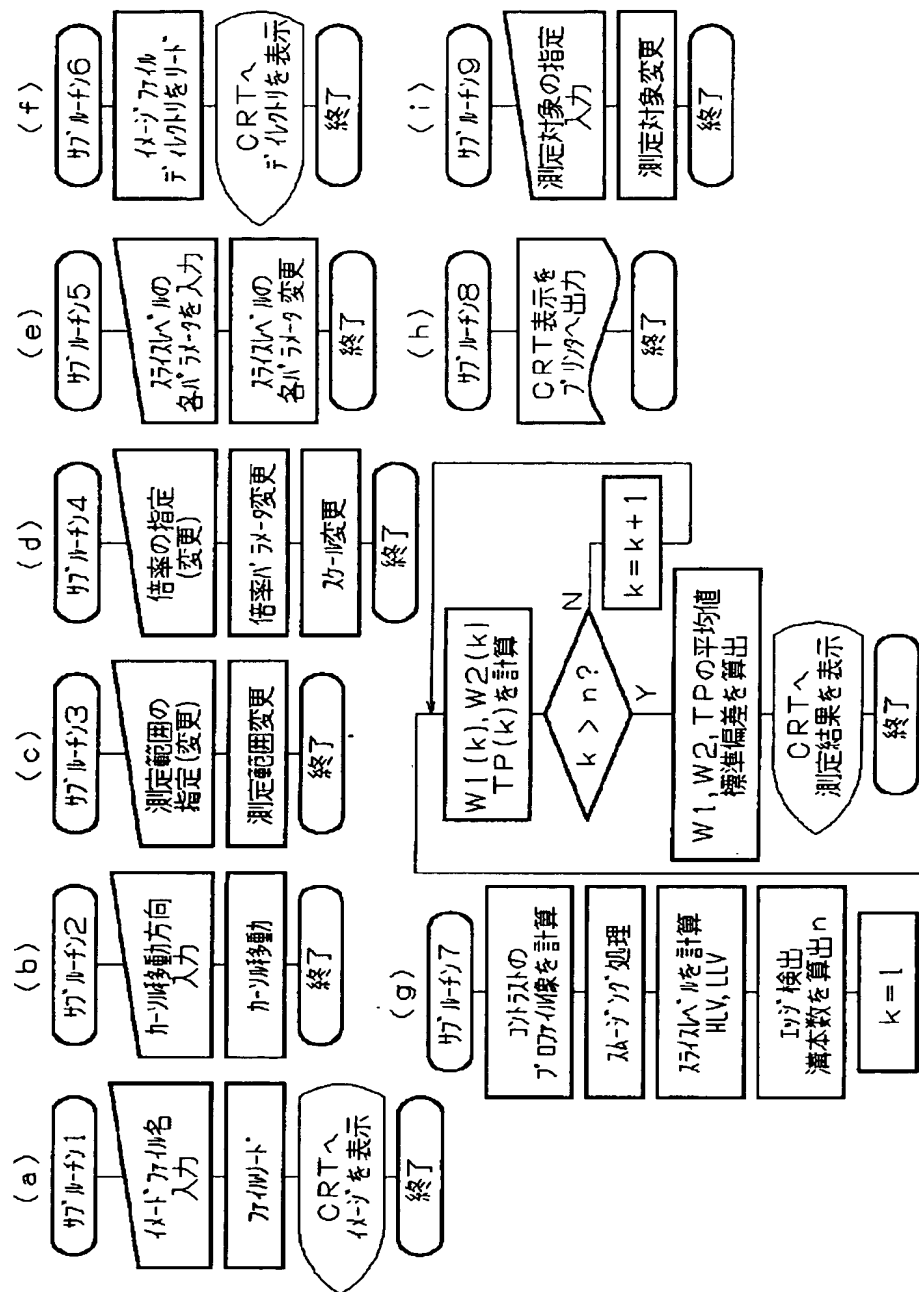 (a)
サブルーチン1
イメードファイル名
入力
ファイルリード
CRTへ
イメージを表示
終了
(b)
サブルーチン2
カーソル移動方向
入力
カーソル移動
終了
(c)
サブルーチン3
測定範囲の
指定(変更)
測定範囲変更
終了
(d)
サブルーチン4
倍率の指定
(変更)
倍率パラメータ変更
スケール変更
終了
(e)
サブルーチン5
スライスレベルの
各パラメータを入力
スライスレベルの
各パラメータ変更
終了
(f)
サブルーチン6
イメージファイル
ディレクトリをリード
CRTへ
ディレクトリを表示
終了
(g)
サブルーチン7
コントラストの
プロファイル像を計算
スムージング処理
スライスレベルを計算
HLV, LLV
エッジ検出
溝本数を算出n
k=1
W1(k), W2(k)
TP(k)を計算
k>n?
N
k=k+1
Y
W1, W2, TPの平均値
標準偏差を算出
CRTへ
測定結果を表示
終了
(h)
サブルーチン8
CRT表示を
プリンタへ出力
終了
(i)
サブルーチン9
測定対象の指定
入力
測定対象変更
終了